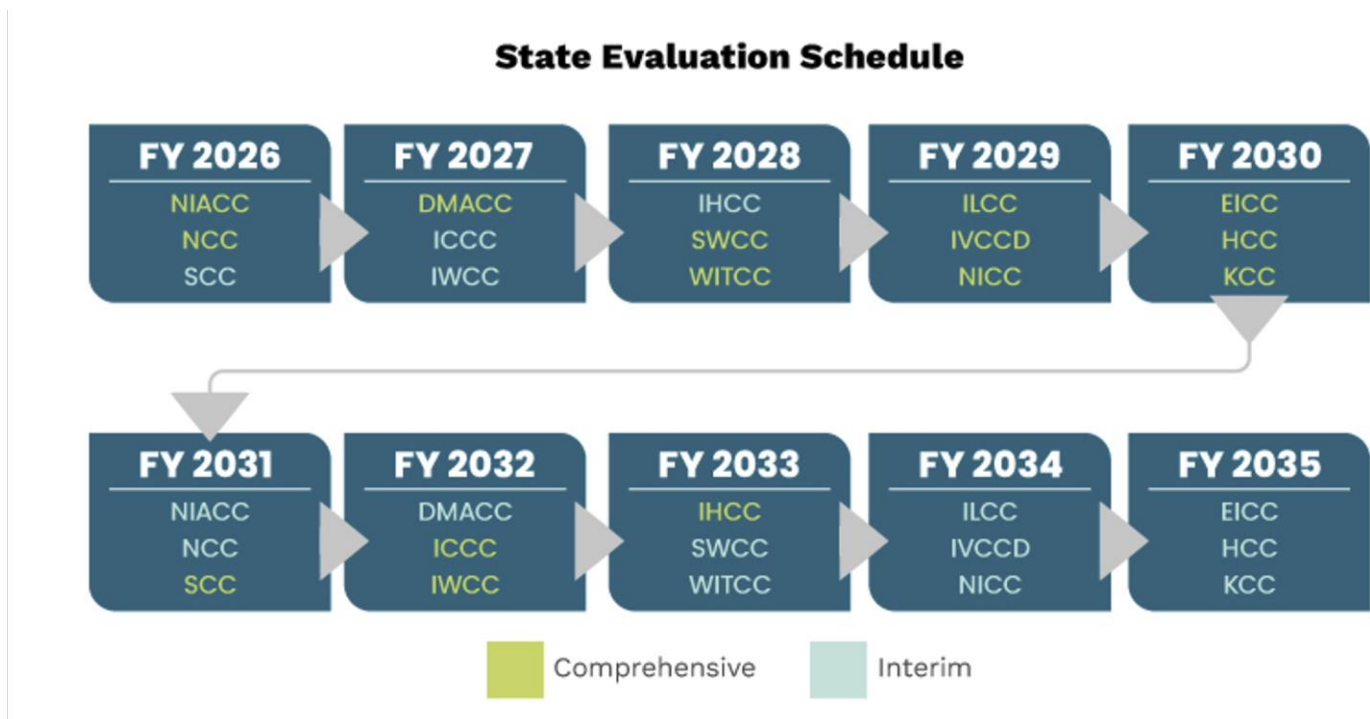 State Evaluation Schedule
FY 2026
NIACC
NCC
SCC
FY 2027
DMACC
ICCC
IWCC
FY 2028
IHCC
SWCC
WITCC
FY 2029
ILCC
IVCCD
NICC
FY 2030
EICC
HCC
KCC
FY 2031
NIACC
NCC
SCC
FY 2032
DMACC
ICCC
IWCC
FY 2033
IHCC
SWCC
WITCC
FY 2034
ILCC
IVCCD
NICC
FY 2035
EICC
HCC
KCC
Comprehensive
Interim